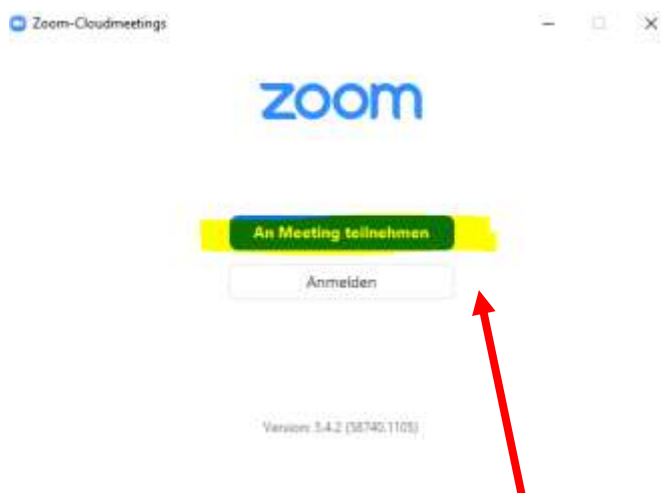 Zoom-Cloudmeetings
zoom
An Meeting teilnehmen
Anmelden
Version: 5.4.2 (58740.1105)